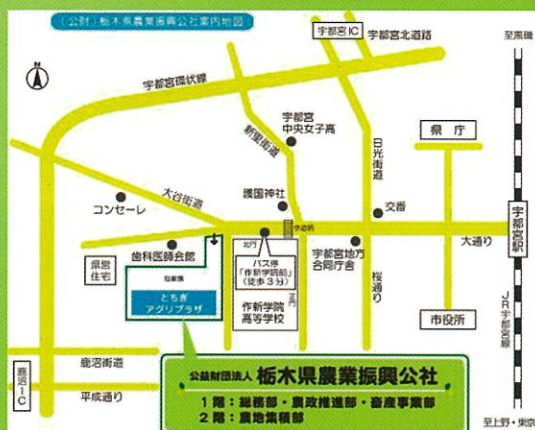 (公財)栃木県農業振興公社案内地図
宇都宮IC
宇都宮北道路
至黒磯
N
宇都宮環状線
宇都宮
中央女子高
新里街道
日光街道
県庁
大谷街道
コンセーレ
護国神社
交番
宇都宮駅
歩道橋
大通り
北門
県営
住宅
歯科医師会館
バス停
「作新学院前」
(徒歩3分)
宇都宮地方
合同庁舎
桜通り
駐車場
とちぎ
アグリプラザ
正門
作新学院
高等学校
市役所
JR宇都宮線
鹿沼街道
鹿沼IC
平成通り
公益財団法人 栃木県農業振興公社
1階:総務部・農政推進部・畜産事業部
2階:農地集積部
至上野・東京